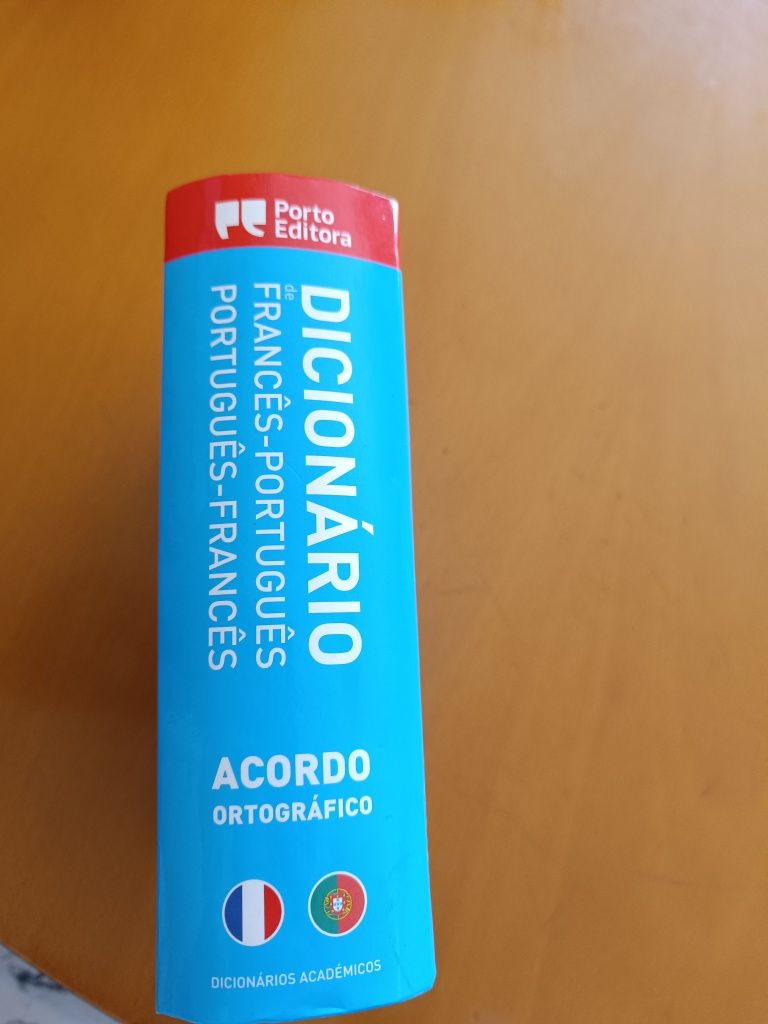 Porto
Editora
DICIONÁRIO
de
FRANCÊS-PORTUGUÊS
PORTUGUÊS-FRANCÊS
ACORDO
ORTOGRÁFICO
DICIONÁRIOS ACADÉMICOS